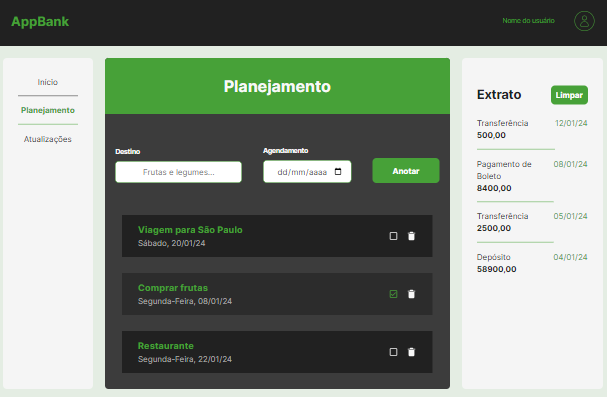 AppBank
Nome do usuário
Início
Planejamento
Atualizações
Planejamento
Destino
Frutas e legumes...
Agendamento
dd/mm/aaaa
Anotar
Viagem para São Paulo
Sábado, 20/01/24
Comprar frutas
Segunda-Feira, 08/01/24
Restaurante
Segunda-Feira, 22/01/24
Extrato
Limpar
Transferência 12/01/24
500,00
Pagamento de 08/01/24
Boleto
8400,00
Transferência 05/01/24
2500,00
Depósito 04/01/24
58900,00